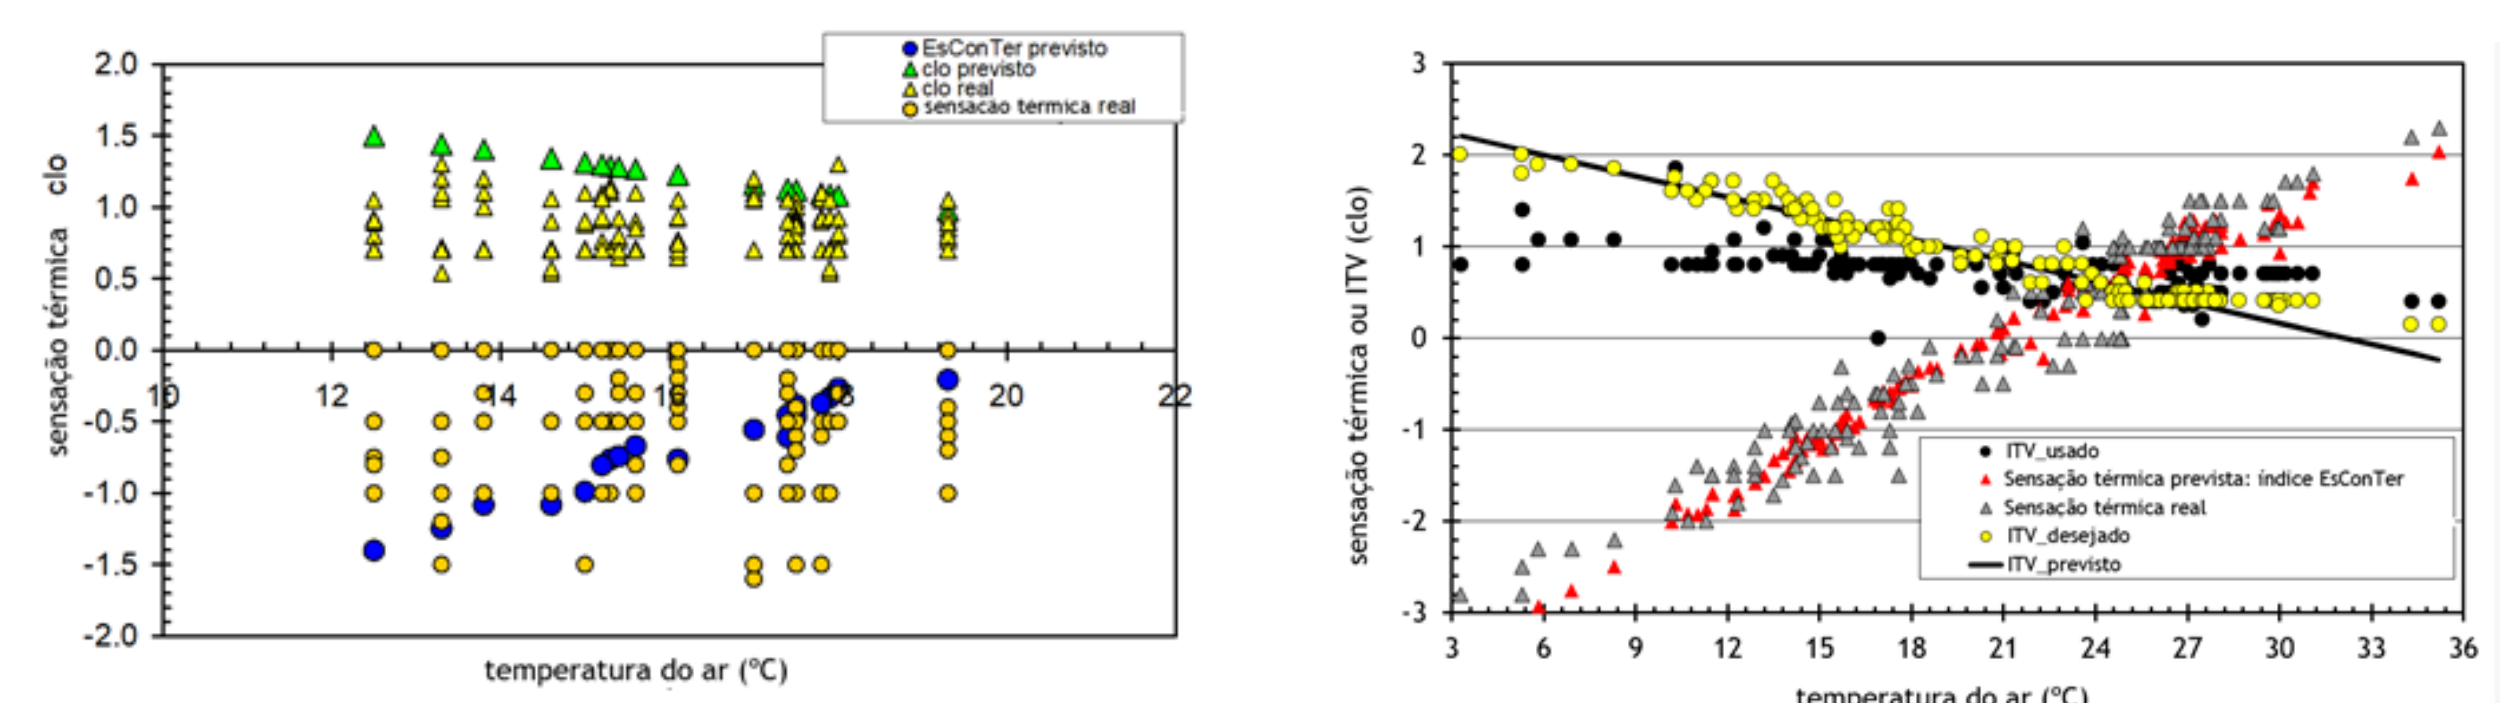 EsConTer previsto
clo previsto
clo real
sensacão térmica real
2.0
1.5
1.0
0.5
0.0
-0.5
-1.0
-1.5
-2.0
10
12
14
16
18
20
22
sensação térmica clo
temperatura do ar (ºC)
3
2
1
0
-1
-2
-3
3
6
9
12
15
18
21
24
27
30
33
36
sensação térmica ou ITV (clo)
ITV_usado
Sensação térmica prevista: índice EsConTer
Sensação térmica real
ITV_desejado
ITV_previsto
temperatura do ar (ºC)